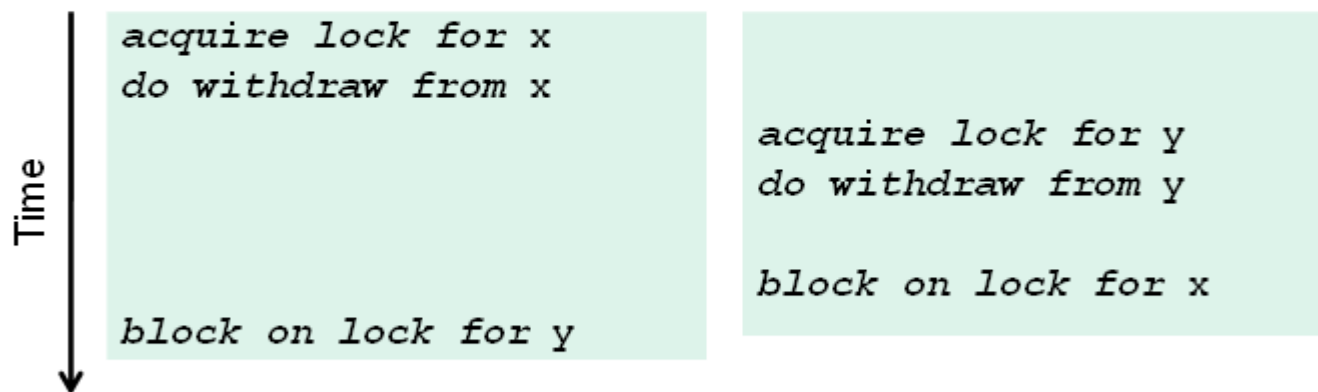 Time
acquire lock for x
do withdraw from x
block on lock for y
acquire lock for y
do withdraw from y
block on lock for x